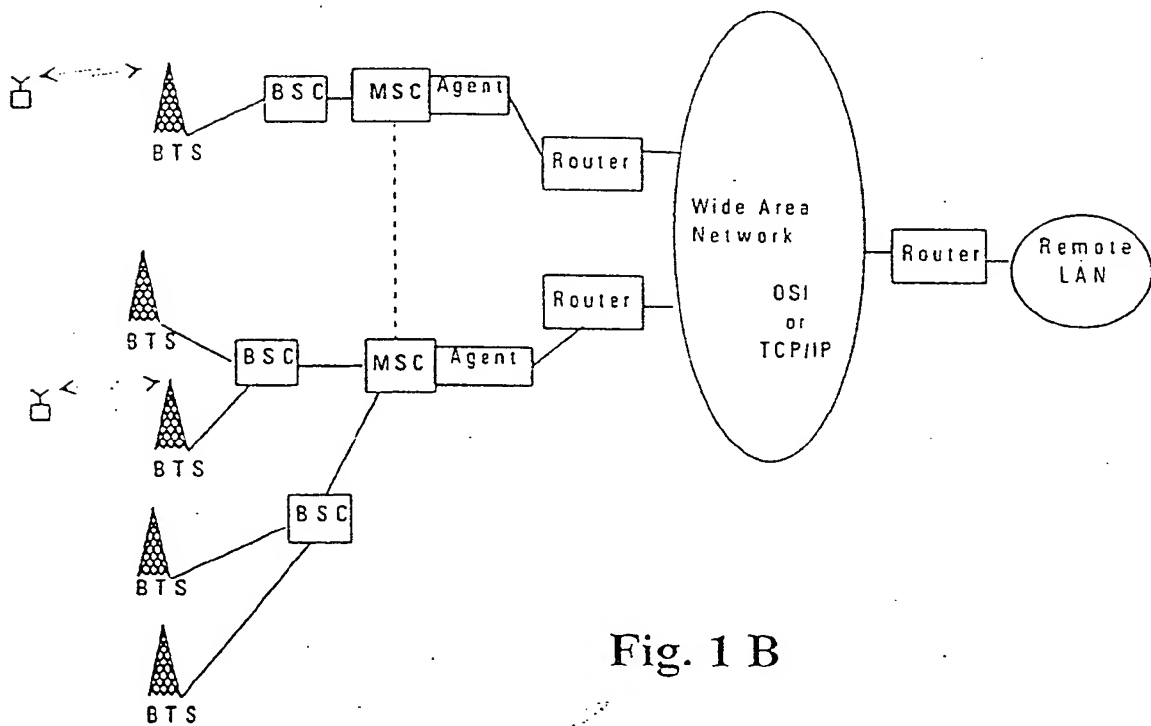 BSC
MSC
Agent
BTS
Router
Wide Area
Network
OSI
or
TCP/IP
Router
Remote
LAN
Router
BTS
BSC
MSC
Agent
BTS
BSC
BTS
BTS
Fig. 1 B